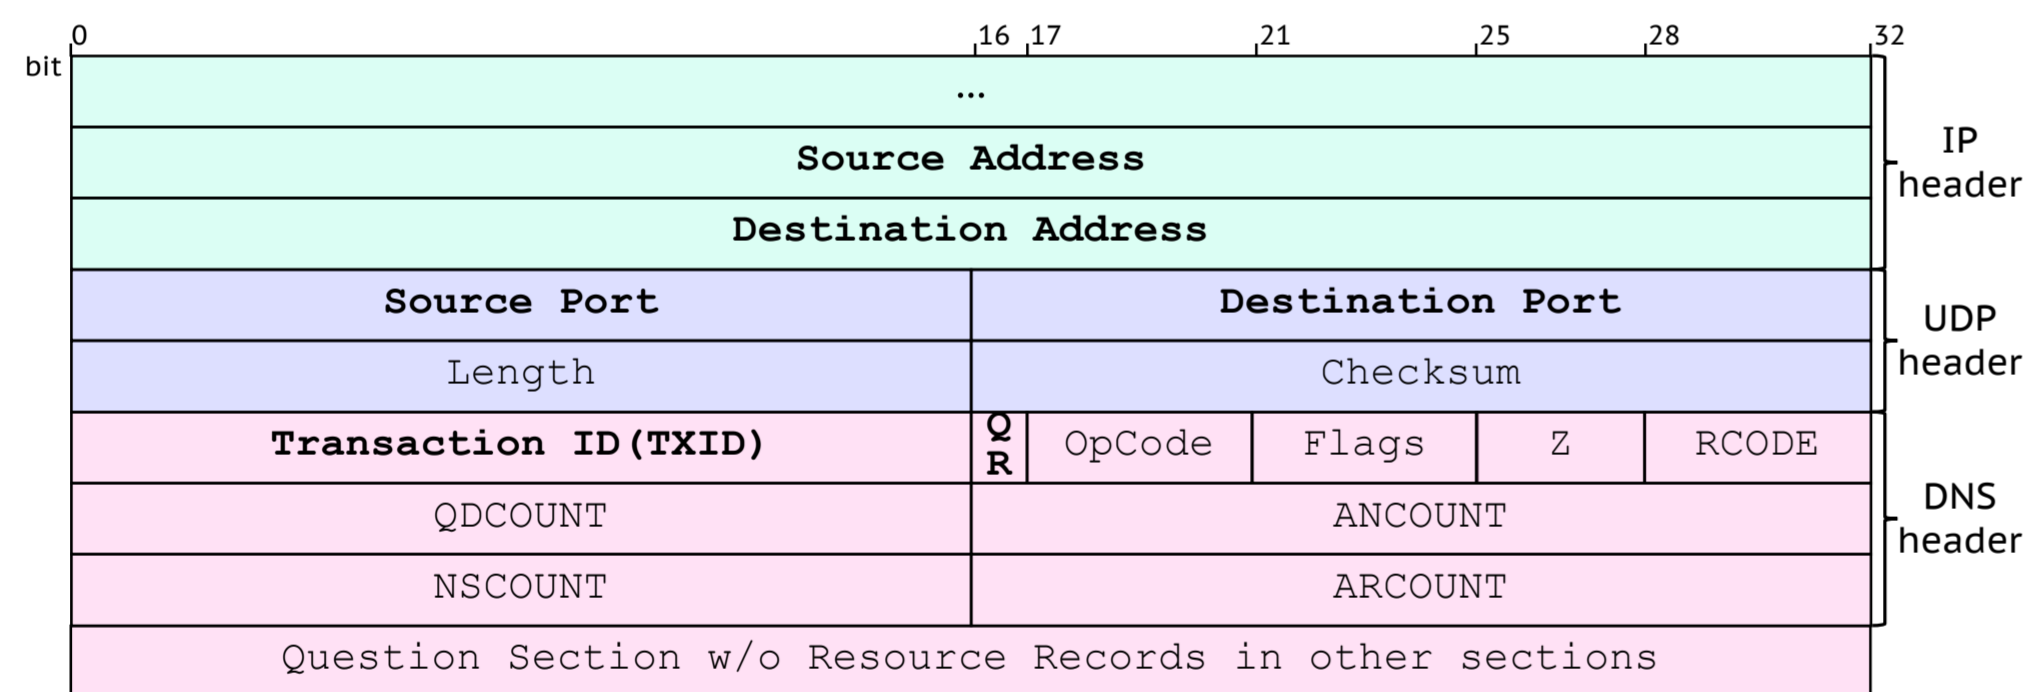 0 16 17 21 25 28 32
bit
...
Source Address
Destination Address
IP
header
Source Port Destination Port
Length Checksum
UDP
header
Transaction ID(TXID) QR OpCode Flags Z RCODE
QDCOUNT ANCOUNT
NSCOUNT ARCOUNT
DNS
header
Question Section w/o Resource Records in other sections